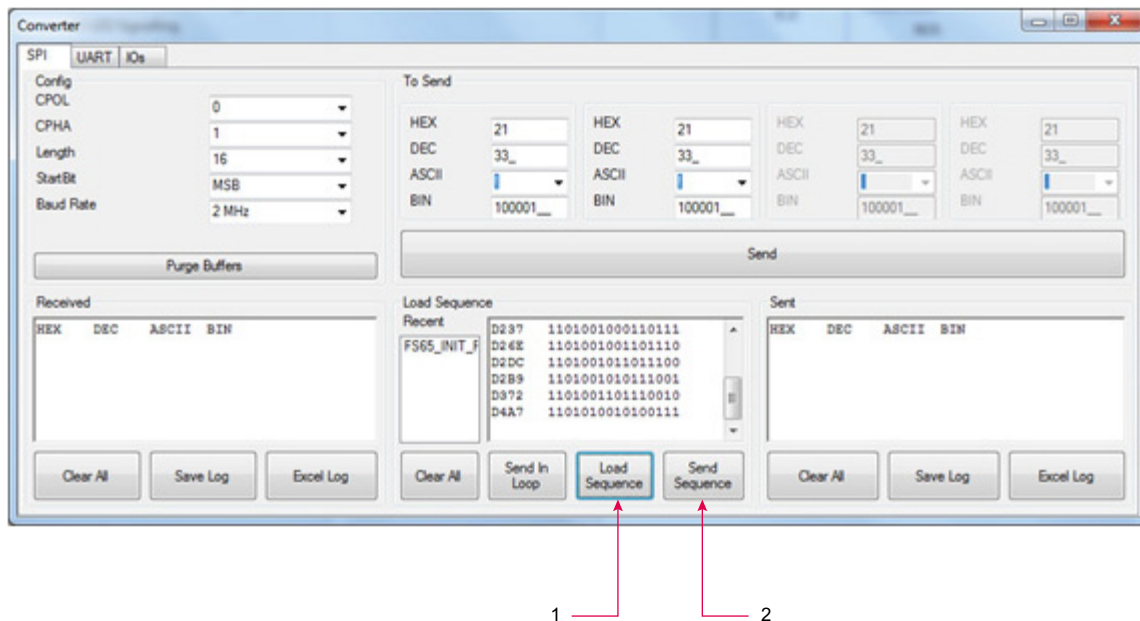 Converter
SPI UART IOs
Config
CPOL 0
CPHA 1
Length 16
StartBit MSB
Baud Rate 2 MHz
Purge Buffers
To Send
HEX 21 HEX 21 HEX 21 HEX 21
DEC 33_ DEC 33_ DEC 33_ DEC 33_
ASCII ASCII ASCII ASCII
BIN 100001__ BIN 100001__ BIN 100001__ BIN 100001__
Send
Received
HEX DEC ASCII BIN
Clear All Save Log Excel Log
Load Sequence
Recent
FS65_INIT_F
D237 1101001000110111
D26E 1101001001101110
D2DC 1101001011011100
D2B9 1101001010111001
D372 1101001101110010
D4A7 1101010010100111
Clear All Send In Loop Load Sequence Send Sequence
Sent
HEX DEC ASCII BIN
Clear All Save Log Excel Log
1 2